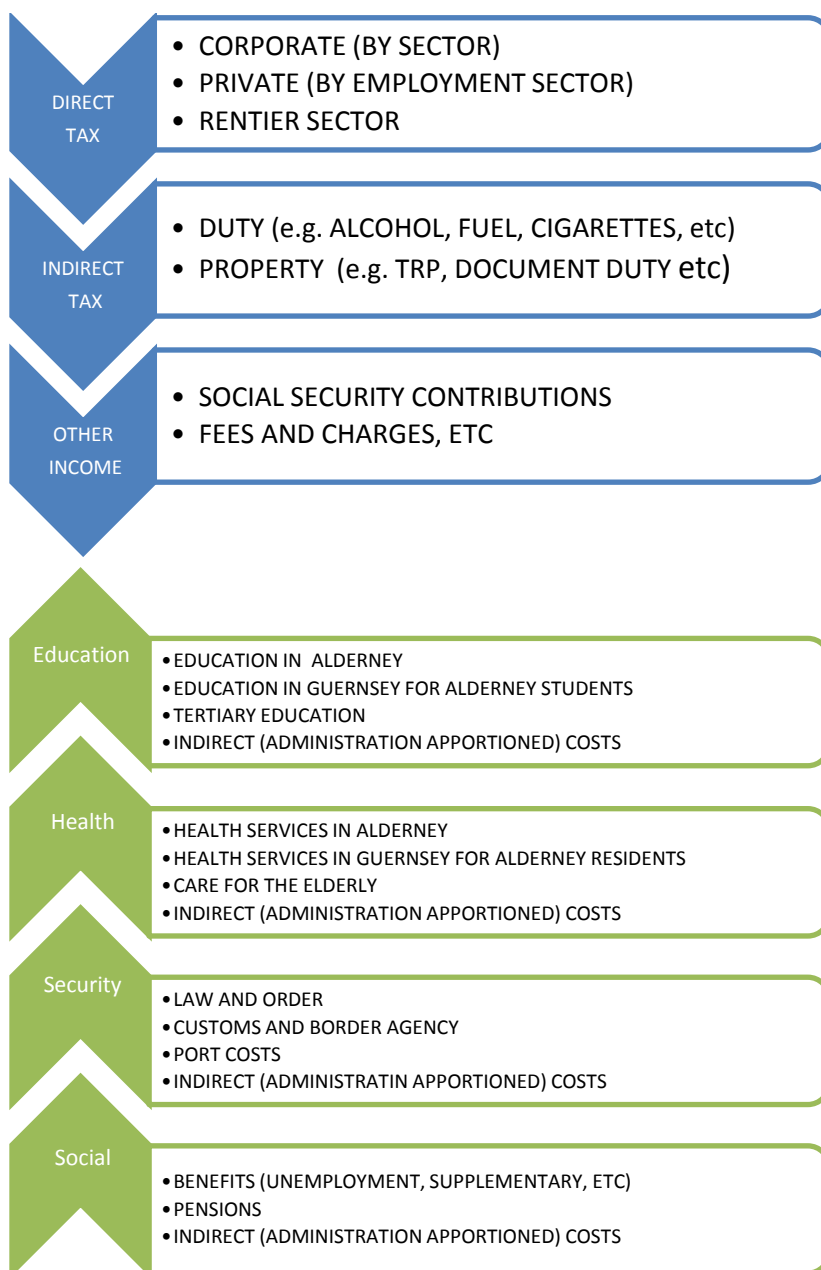 DIRECT
TAX
• CORPORATE (BY SECTOR)
• PRIVATE (BY EMPLOYMENT SECTOR)
• RENTIER SECTOR
INDIRECT
TAX
• DUTY (e.g. ALCOHOL, FUEL, CIGARETTES, etc)
• PROPERTY (e.g. TRP, DOCUMENT DUTY etc)
OTHER
INCOME
• SOCIAL SECURITY CONTRIBUTIONS
• FEES AND CHARGES, ETC
Education
• EDUCATION IN ALDERNEY
• EDUCATION IN GUERNSEY FOR ALDERNEY STUDENTS
• TERTIARY EDUCATION
• INDIRECT (ADMINISTRATION APPORTIONED) COSTS
Health
• HEALTH SERVICES IN ALDERNEY
• HEALTH SERVICES IN GUERNSEY FOR ALDERNEY RESIDENTS
• CARE FOR THE ELDERLY
• INDIRECT (ADMINISTRATION APPORTIONED) COSTS
Security
• LAW AND ORDER
• CUSTOMS AND BORDER AGENCY
• PORT COSTS
• INDIRECT (ADMINISTRATIN APPORTIONED) COSTS
Social
• BENEFITS (UNEMPLOYMENT, SUPPLEMENTARY, ETC)
• PENSIONS
• INDIRECT (ADMINISTRATION APPORTIONED) COSTS